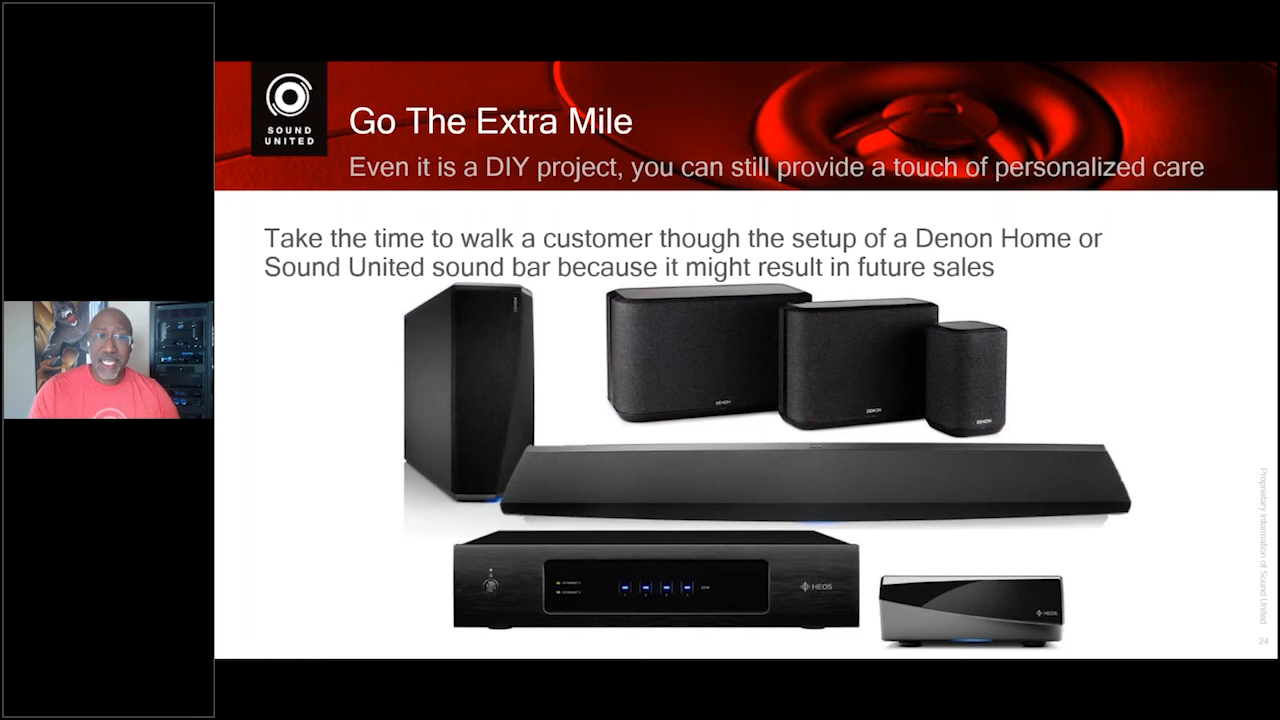 SOUND
UNITED
Go The Extra Mile
Even it is a DIY project, you can still provide a touch of personalized care
Take the time to walk a customer though the setup of a Denon Home or
Sound United sound bar because it might result in future sales
DENON
DENON
DENON
DENON
HEOS
HEOS
Proprietary Information of Sound United
24